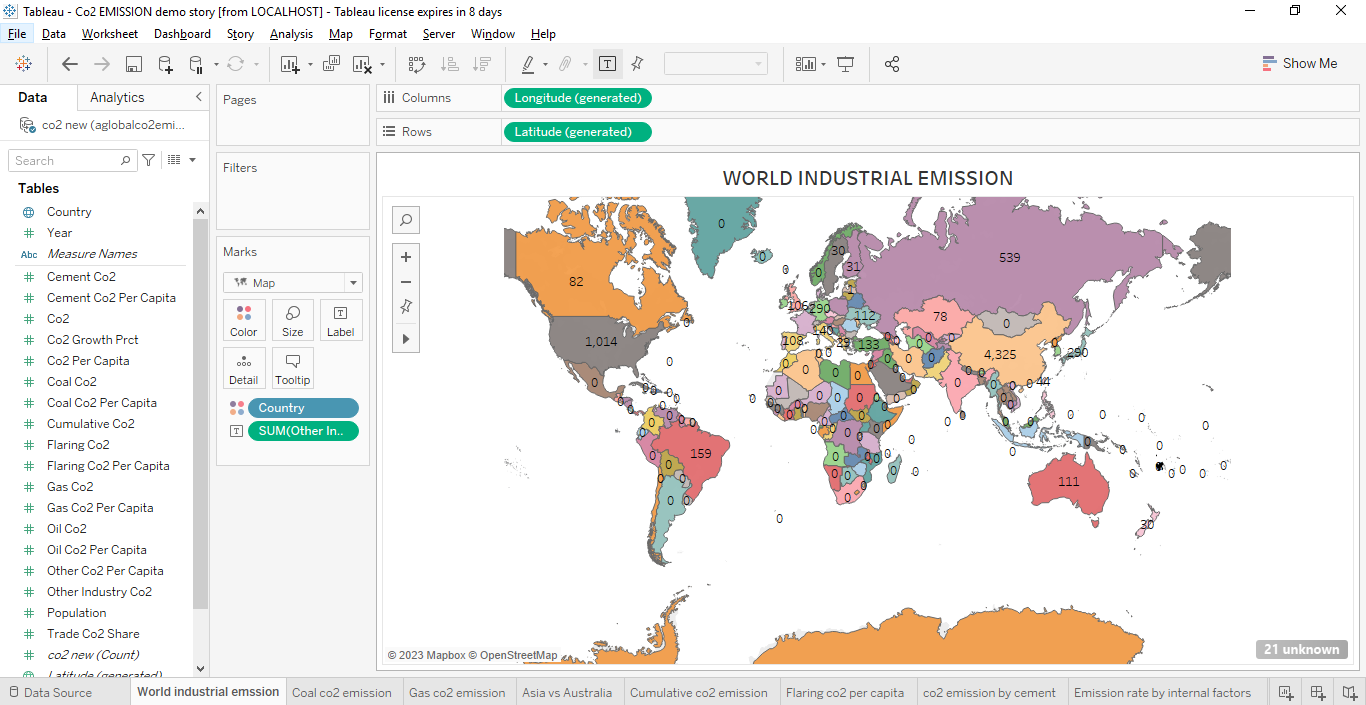 Tableau - Co2 EMISSION demo story [from LOCALHOST] - Tableau license expires in 8 days
File Data Worksheet Dashboard Story Analysis Map Format Server Window Help
Show Me
Data Analytics
co2 new (aglobalco2emi...
Search
Tables
Country
Year
Abc Measure Names
Cement Co2
Cement Co2 Per Capita
Co2
Co2 Growth Prct
Co2 Per Capita
Coal Co2
Coal Co2 Per Capita
Cumulative Co2
Flaring Co2
Flaring Co2 Per Capita
Gas Co2
Gas Co2 Per Capita
Oil Co2
Oil Co2 Per Capita
Other Co2 Per Capita
Other Industry Co2
Population
Trade Co2 Share
co2 new (Count)
Latitude (generated)
Pages
Filters
Marks
Map
Color Size Label
Detail Tooltip
Country
SUM(Other In..
Columns Longitude (generated)
Rows Latitude (generated)
WORLD INDUSTRIAL EMISSION
0
30
0
539
0
31
0
82
106
290
112
78
0
1,014
140
133
4,325
290
108
29
0
44
159
111
30
© 2023 Mapbox © OpenStreetMap
21 unknown
Data Source World industrial emssion Coal co2 emission Gas co2 emission Asia vs Australia Cumulative co2 emission Flaring co2 per capita co2 emission by cement Emission rate by internal factors